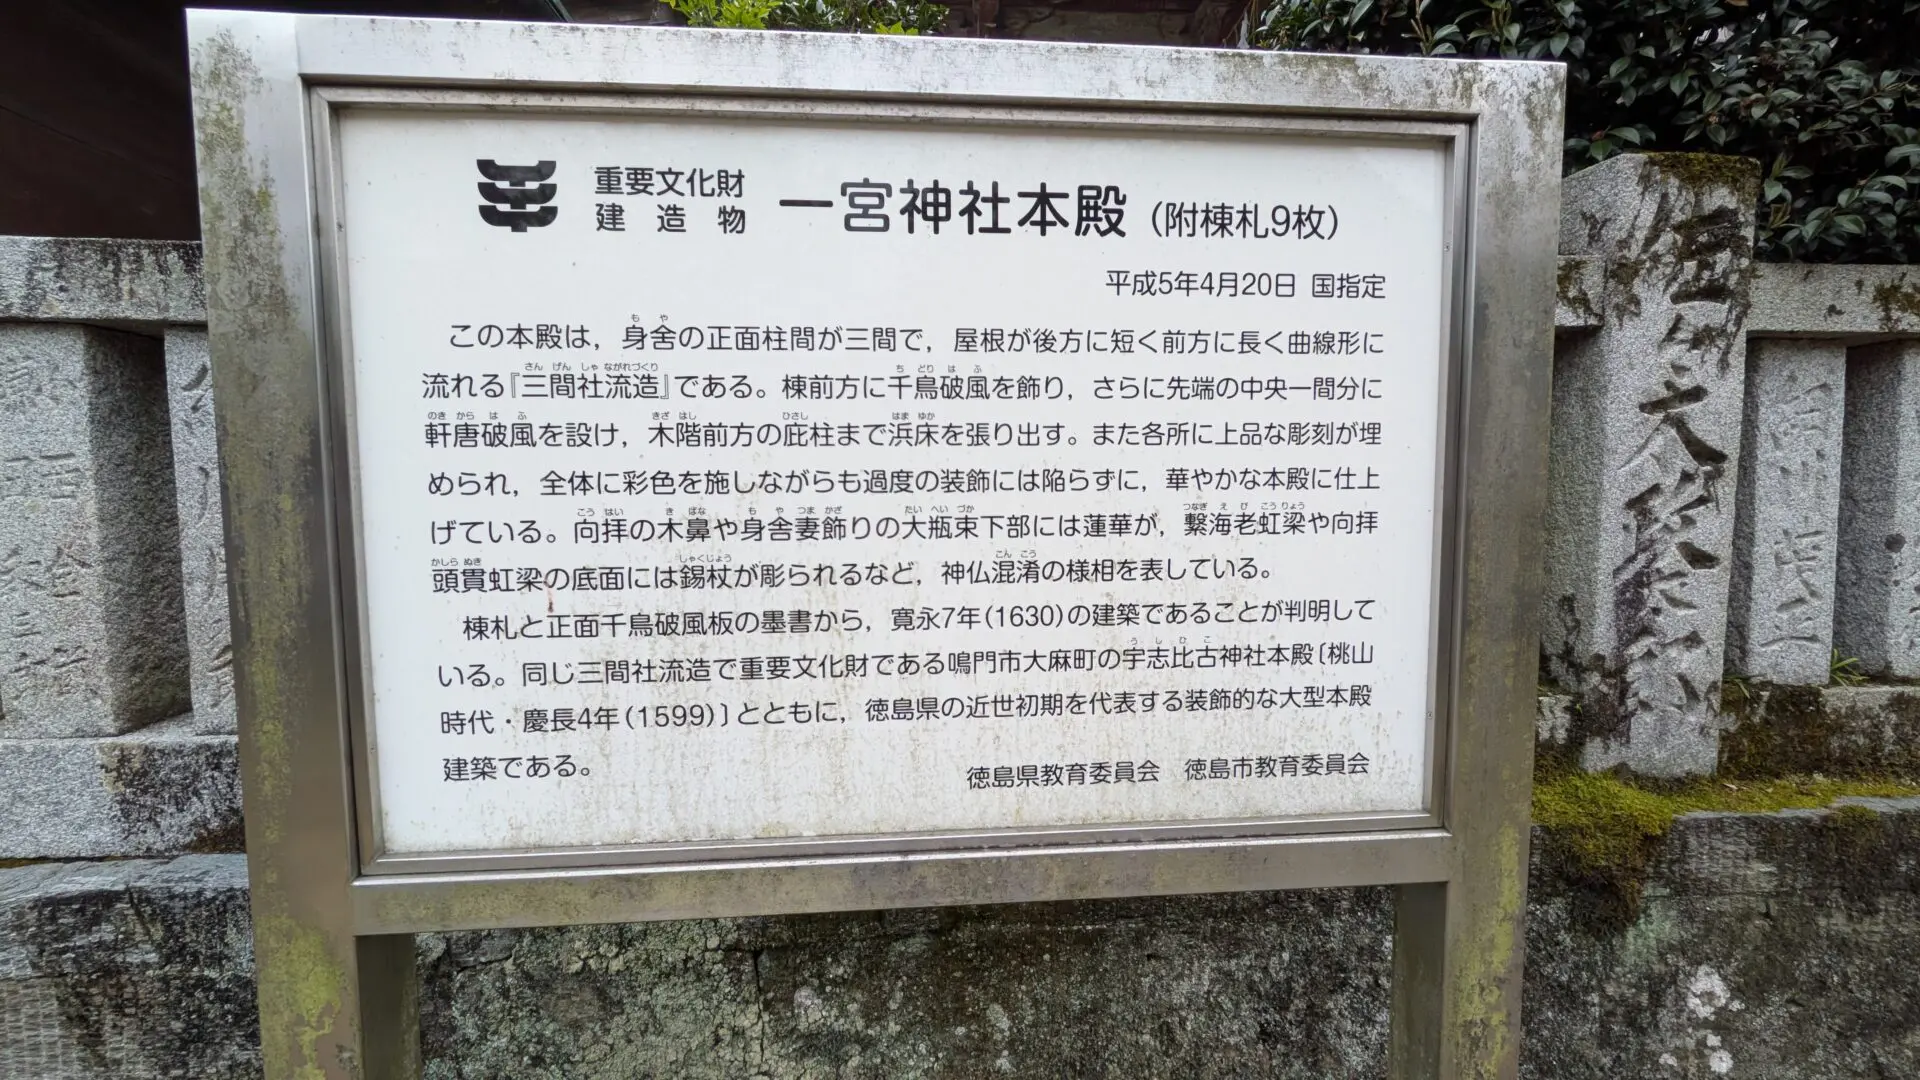 重要文化財
建造物
一宮神社本殿（附棟札9枚）
平成5年4月20日 国指定
この本殿は，身舎の正面柱間が三間で，屋根が後方に短く前方に長く曲線形に
流れる『三間社流造』である。棟前方に千鳥破風を飾り，さらに先端の中央一間分に
軒唐破風を設け，木階前方の庇柱まで浜床を張り出す。また各所に上品な彫刻が埋
められ，全体に彩色を施しながらも過度の装飾には陥らずに，華やかな本殿に仕上
げている。向拝の木鼻や身舎妻飾りの大瓶束下部には蓮華が，繋海老虹梁や向拝
頭貫虹梁の底面には錫杖が彫られるなど，神仏混淆の様相を表している。
棟札と正面千鳥破風板の墨書から，寛永7年(1630)の建築であることが判明して
いる。同じ三間社流造で重要文化財である鳴門市大麻町の宇志比古神社本殿〔桃山
時代・慶長4年(1599)〕とともに，徳島県の近世初期を代表する装飾的な大型本殿
建築である。
徳島県教育委員会　徳島市教育委員会